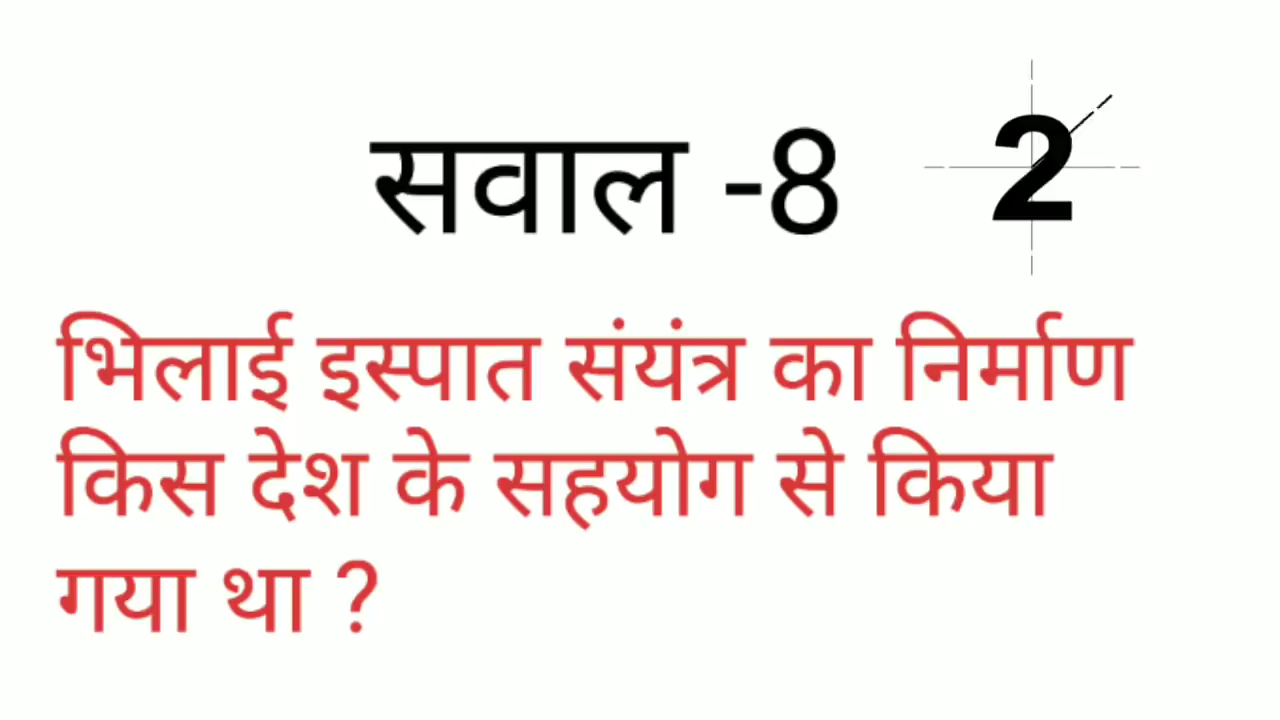 सवाल -8 2
भिलाई इस्पात संयंत्र का निर्माण
किस देश के सहयोग से किया
गया था ?